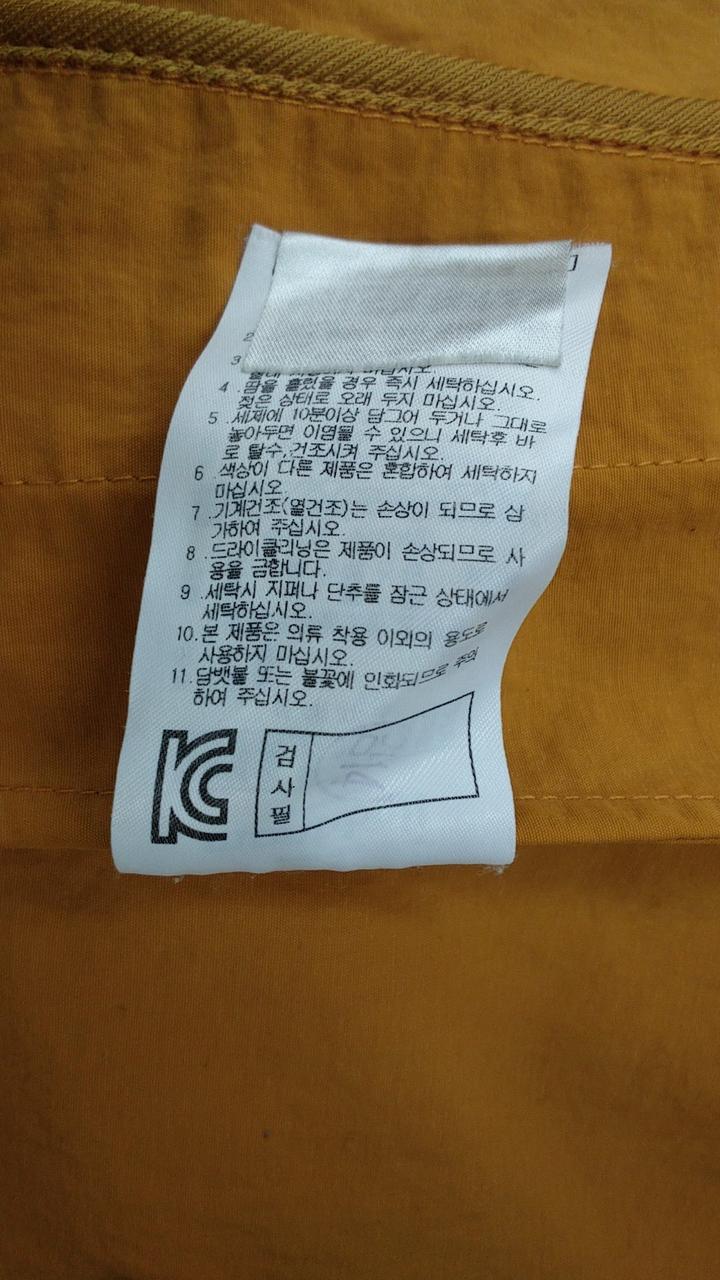 2
3
마십시오.
4 .땀을 흘렸을 경우 즉시 세탁하십시오.
젖은 상태로 오래 두지 마십시오.
5 .세제에 10분이상 담그어 두거나 그대로
놓아두면 이염될 수 있으니 세탁후 바
로 탈수,건조시켜 주십시오.
6 색상이 다른 제품은 혼합하여 세탁하지
마십시오.
7 .기계건조(열건조)는 손상이 되므로 삼
가하여 주십시오.
8 .드라이클리닝은 제품이 손상되므로 사
용을 금합니다.
9 .세탁시 지퍼나 단추를 잠근 상태에서
세탁하십시오.
10.본 제품은 의류 착용 이외의 용도로
사용하지 마십시오.
11.담뱃불 또는 불꽃에 인화되므로 주의
하여 주십시오.
검
사
필